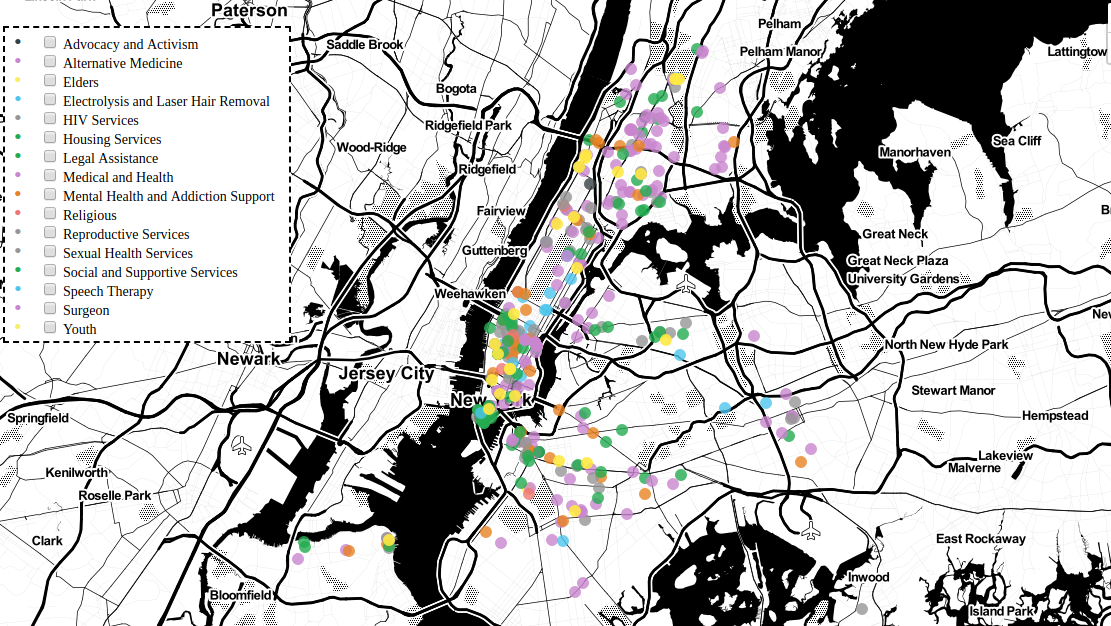 Paterson
Advocacy and Activism
Alternative Medicine
Elders
Electrolysis and Laser Hair Removal
HIV Services
Housing Services
Legal Assistance
Medical and Health
Mental Health and Addiction Support
Religious
Reproductive Services
Sexual Health Services
Social and Supportive Services
Speech Therapy
Surgeon
Youth
Saddle Brook
Pelham
Pelham Manor
Lattingtow
Bogota
Ridgefield Park
Wood-Ridge
Sea Cliff
Manorhaven
Ridgefield
Fairview
Great Neck
Guttenberg
Great Neck Plaza
University Gardens
Weehawken
North New Hyde Park
Newark
Jersey City
Stewart Manor
Springfield
Hempstead
Lakeview
Malverne
Kenilworth
Roselle Park
Clark
East Rockaway
Inwood
Bloomfield
Island Park